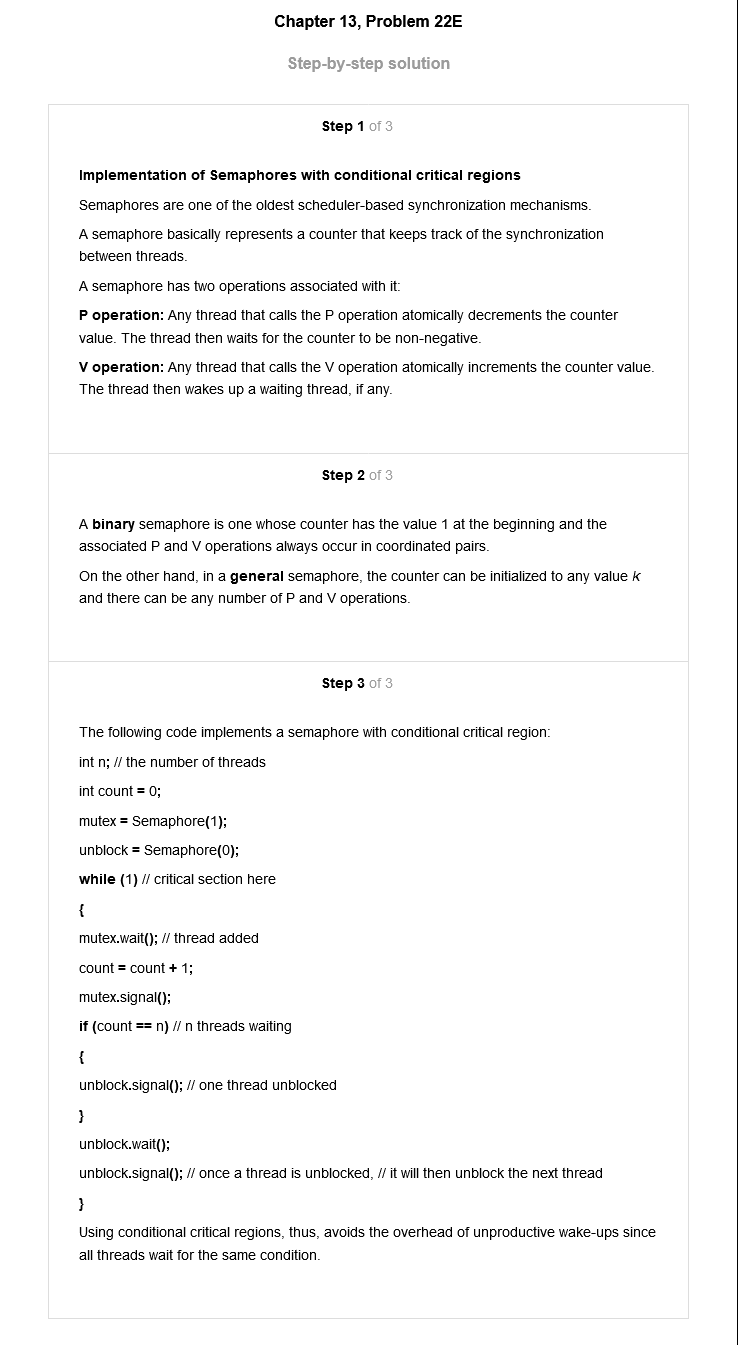 Chapter 13, Problem 22E
Step-by-step solution
Step 1 of 3
Implementation of Semaphores with conditional critical regions
Semaphores are one of the oldest scheduler-based synchronization mechanisms.
A semaphore basically represents a counter that keeps track of the synchronization
between threads.
A semaphore has two operations associated with it:
P operation: Any thread that calls the P operation atomically decrements the counter
value. The thread then waits for the counter to be non-negative.
V operation: Any thread that calls the V operation atomically increments the counter value.
The thread then wakes up a waiting thread, if any.
Step 2 of 3
A binary semaphore is one whose counter has the value 1 at the beginning and the
associated P and V operations always occur in coordinated pairs.
On the other hand, in a general semaphore, the counter can be initialized to any value k
and there can be any number of P and V operations.
Step 3 of 3
The following code implements a semaphore with conditional critical region:
int n; // the number of threads
int count = 0;
mutex = Semaphore(1);
unblock = Semaphore(0);
while (1) // critical section here
{
mutex.wait(); // thread added
count = count + 1;
mutex.signal();
if (count == n) // n threads waiting
{
unblock.signal(); // one thread unblocked
}
unblock.wait();
unblock.signal(); // once a thread is unblocked, // it will then unblock the next thread
}
Using conditional critical regions, thus, avoids the overhead of unproductive wake-ups since
all threads wait for the same condition.